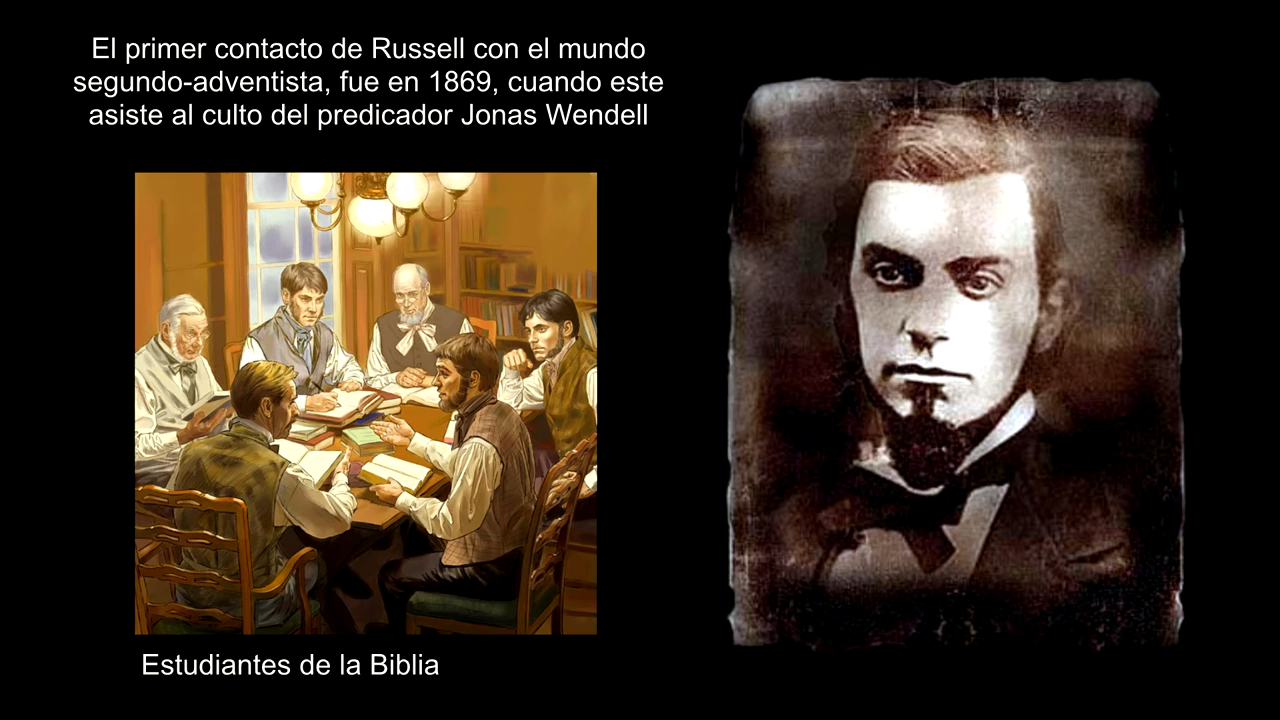 El primer contacto de Russell con el mundo
segundo-adventista, fue en 1869, cuando este
asiste al culto del predicador Jonas Wendell
Estudiantes de la Biblia